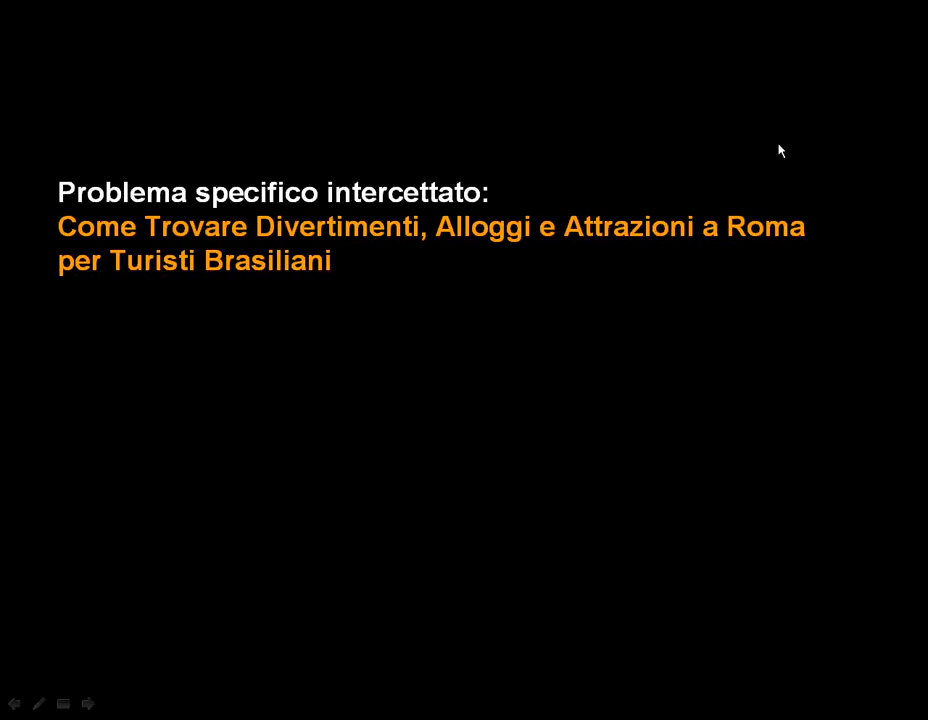 Problema specifico intercettato:
Come Trovare Divertimenti, Alloggi e Attrazioni a Roma
per Turisti Brasiliani